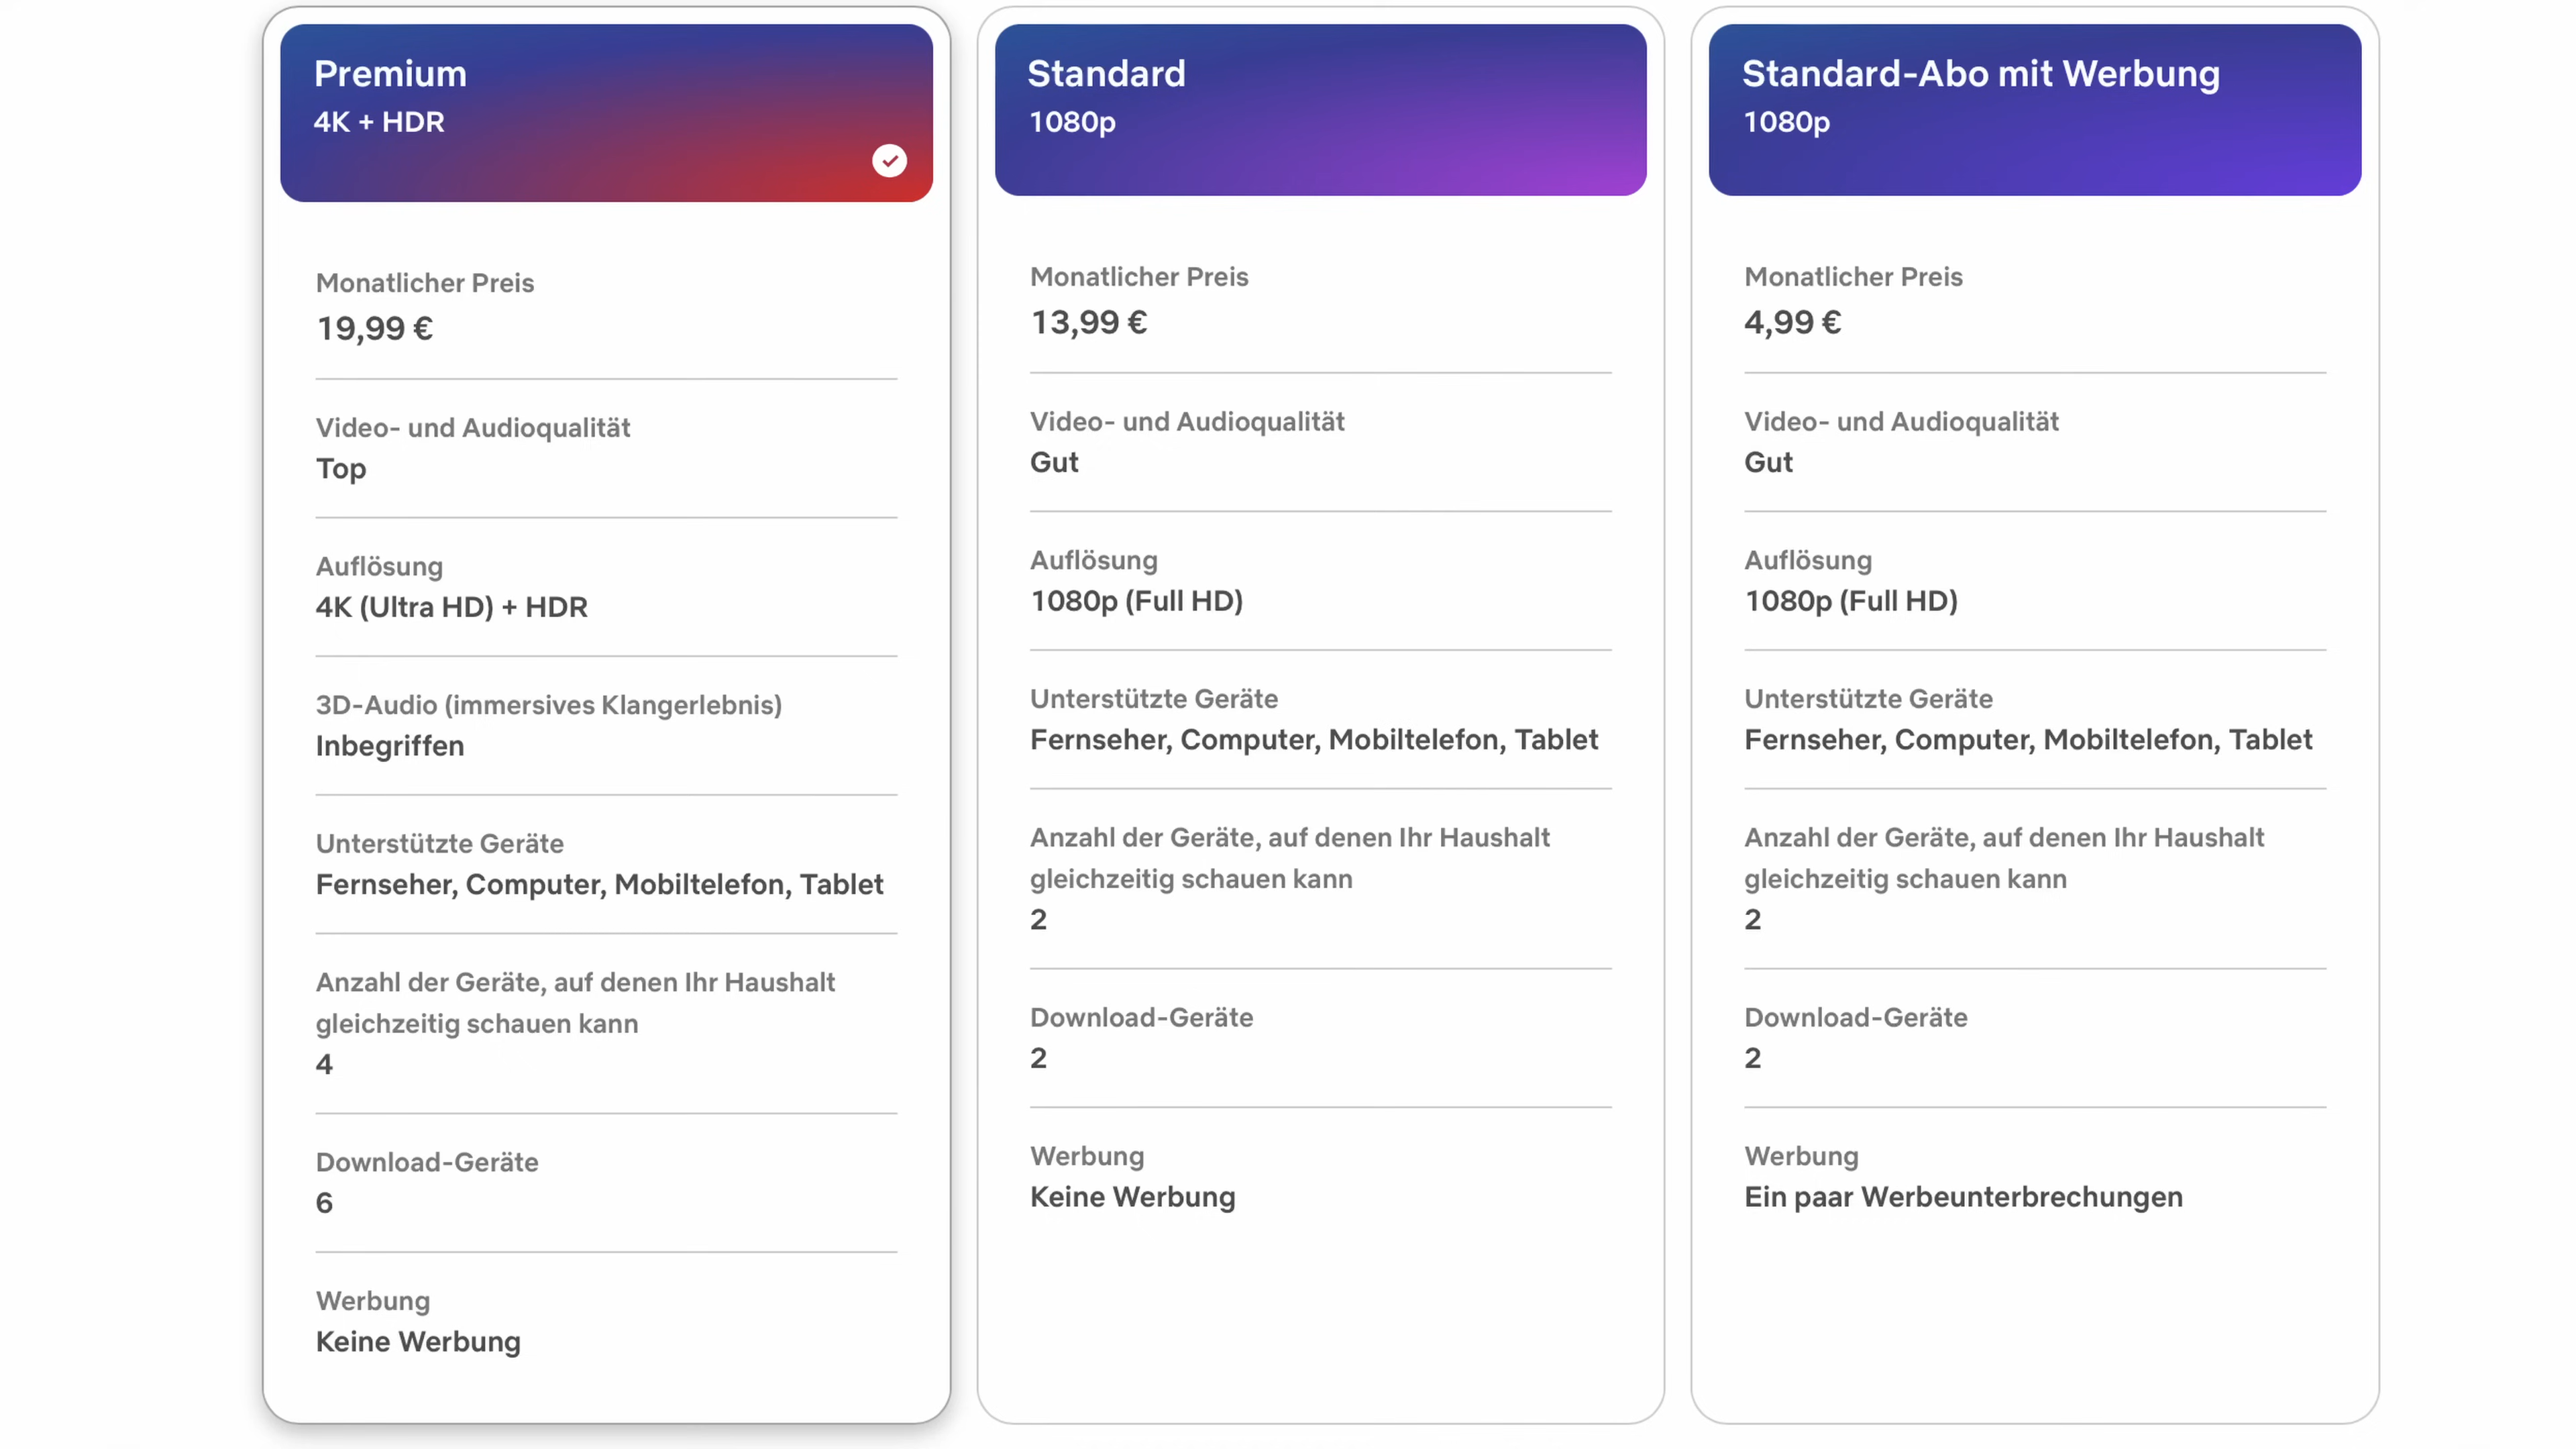 Premium
4K + HDR
Monatlicher Preis
19,99 €
Video- und Audioqualität
Top
Auflösung
4K (Ultra HD) + HDR
3D-Audio (immersives Klangerlebnis)
Inbegriffen
Unterstützte Geräte
Fernseher, Computer, Mobiltelefon, Tablet
Anzahl der Geräte, auf denen Ihr Haushalt
gleichzeitig schauen kann
4
Download-Geräte
6
Werbung
Keine Werbung
Standard
1080p
Monatlicher Preis
13,99 €
Video- und Audioqualität
Gut
Auflösung
1080p (Full HD)
Unterstützte Geräte
Fernseher, Computer, Mobiltelefon, Tablet
Anzahl der Geräte, auf denen Ihr Haushalt
gleichzeitig schauen kann
2
Download-Geräte
2
Werbung
Keine Werbung
Standard-Abo mit Werbung
1080p
Monatlicher Preis
4,99 €
Video- und Audioqualität
Gut
Auflösung
1080p (Full HD)
Unterstützte Geräte
Fernseher, Computer, Mobiltelefon, Tablet
Anzahl der Geräte, auf denen Ihr Haushalt
gleichzeitig schauen kann
2
Download-Geräte
2
Werbung
Ein paar Werbeunterbrechungen